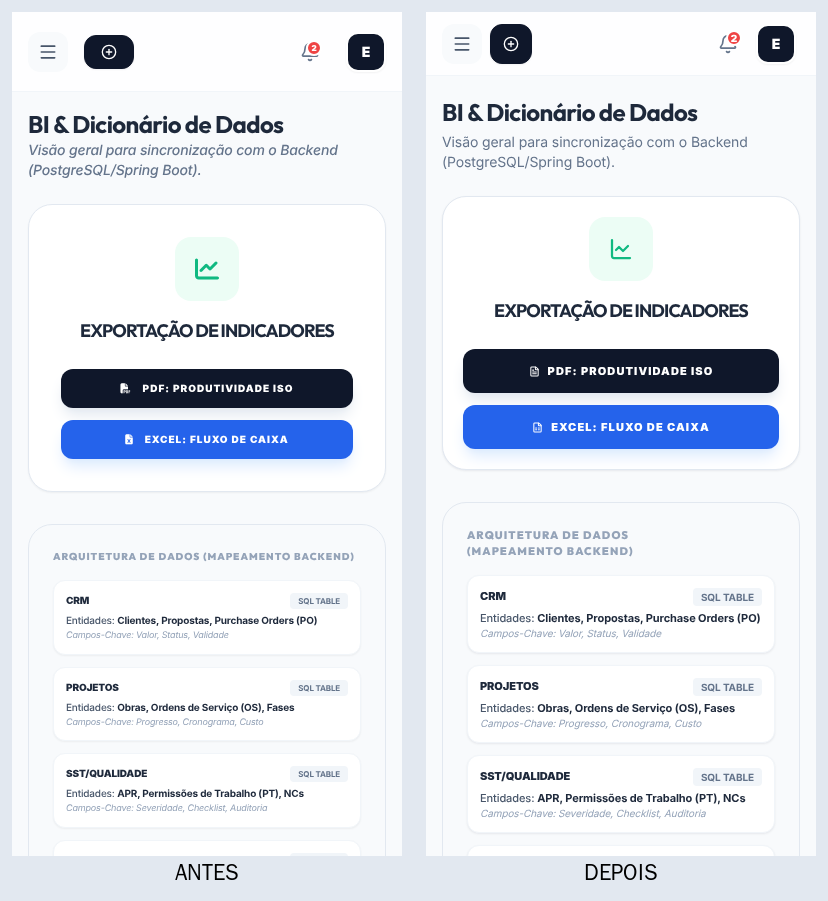 2
E
BI & Dicionário de Dados
Visão geral para sincronização com o Backend
(PostgreSQL/Spring Boot).
EXPORTAÇÃO DE INDICADORES
PDF: PRODUTIVIDADE ISO
EXCEL: FLUXO DE CAIXA
ARQUITETURA DE DADOS (MAPEAMENTO BACKEND)
CRM
SQL TABLE
Entidades: Clientes, Propostas, Purchase Orders (PO)
Campos-Chave: Valor, Status, Validade
PROJETOS
SQL TABLE
Entidades: Obras, Ordens de Serviço (OS), Fases
Campos-Chave: Progresso, Cronograma, Custo
SST/QUALIDADE
SQL TABLE
Entidades: APR, Permissões de Trabalho (PT), NCs
Campos-Chave: Severidade, Checklist, Auditoria
ANTES
2
E
BI & Dicionário de Dados
Visão geral para sincronização com o Backend
(PostgreSQL/Spring Boot).
EXPORTAÇÃO DE INDICADORES
PDF: PRODUTIVIDADE ISO
EXCEL: FLUXO DE CAIXA
ARQUITETURA DE DADOS
(MAPEAMENTO BACKEND)
CRM
SQL TABLE
Entidades: Clientes, Propostas, Purchase Orders (PO)
Campos-Chave: Valor, Status, Validade
PROJETOS
SQL TABLE
Entidades: Obras, Ordens de Serviço (OS), Fases
Campos-Chave: Progresso, Cronograma, Custo
SST/QUALIDADE
SQL TABLE
Entidades: APR, Permissões de Trabalho (PT), NCs
Campos-Chave: Severidade, Checklist, Auditoria
DEPOIS